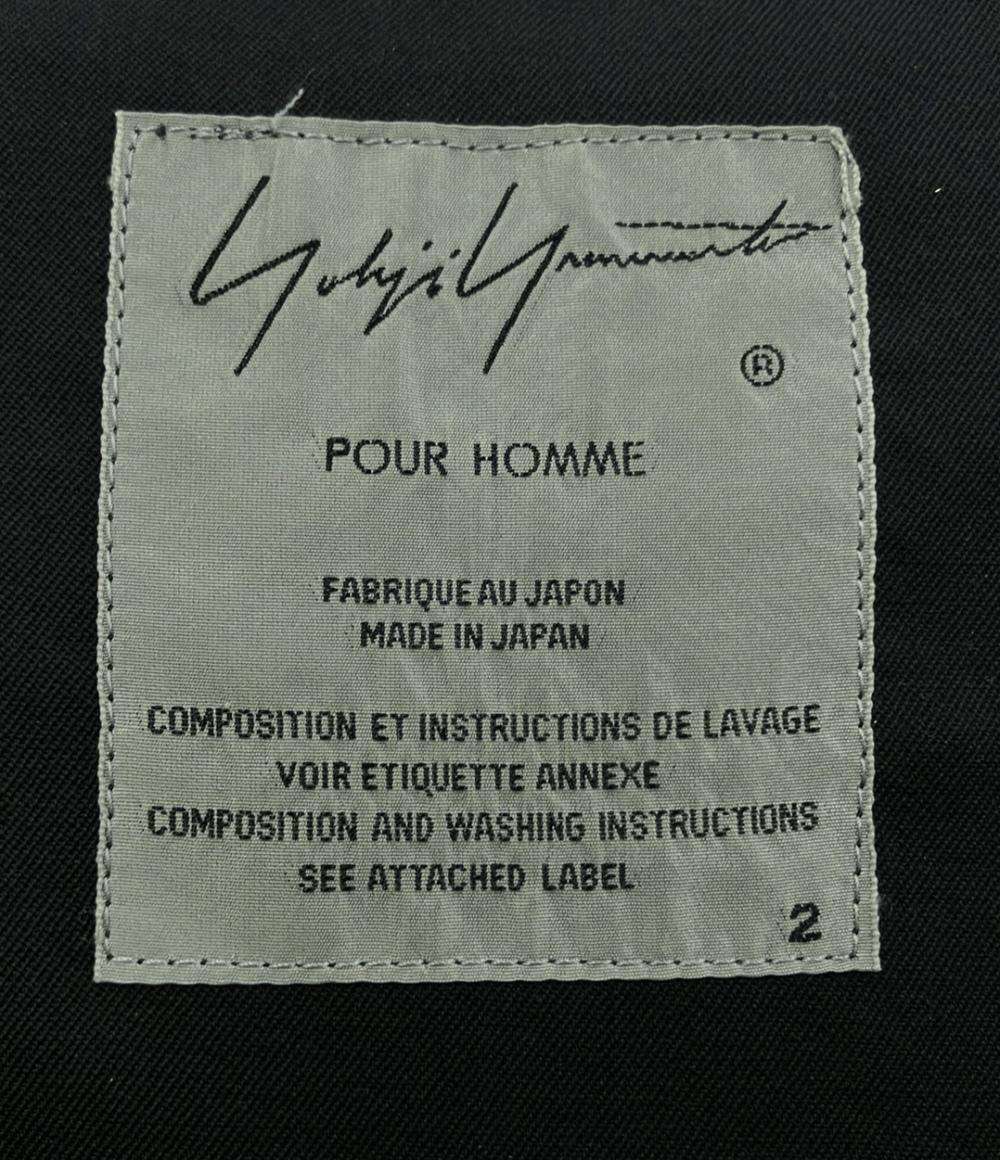 Yohji Yamamoto
®
POUR HOMME
FABRIQUE AU JAPON
MADE IN JAPAN
COMPOSITION ET INSTRUCTIONS DE LAVAGE
VOIR ETIQUETTE ANNEXE
COMPOSITION AND WASHING INSTRUCTIONS
SEE ATTACHED LABEL
2